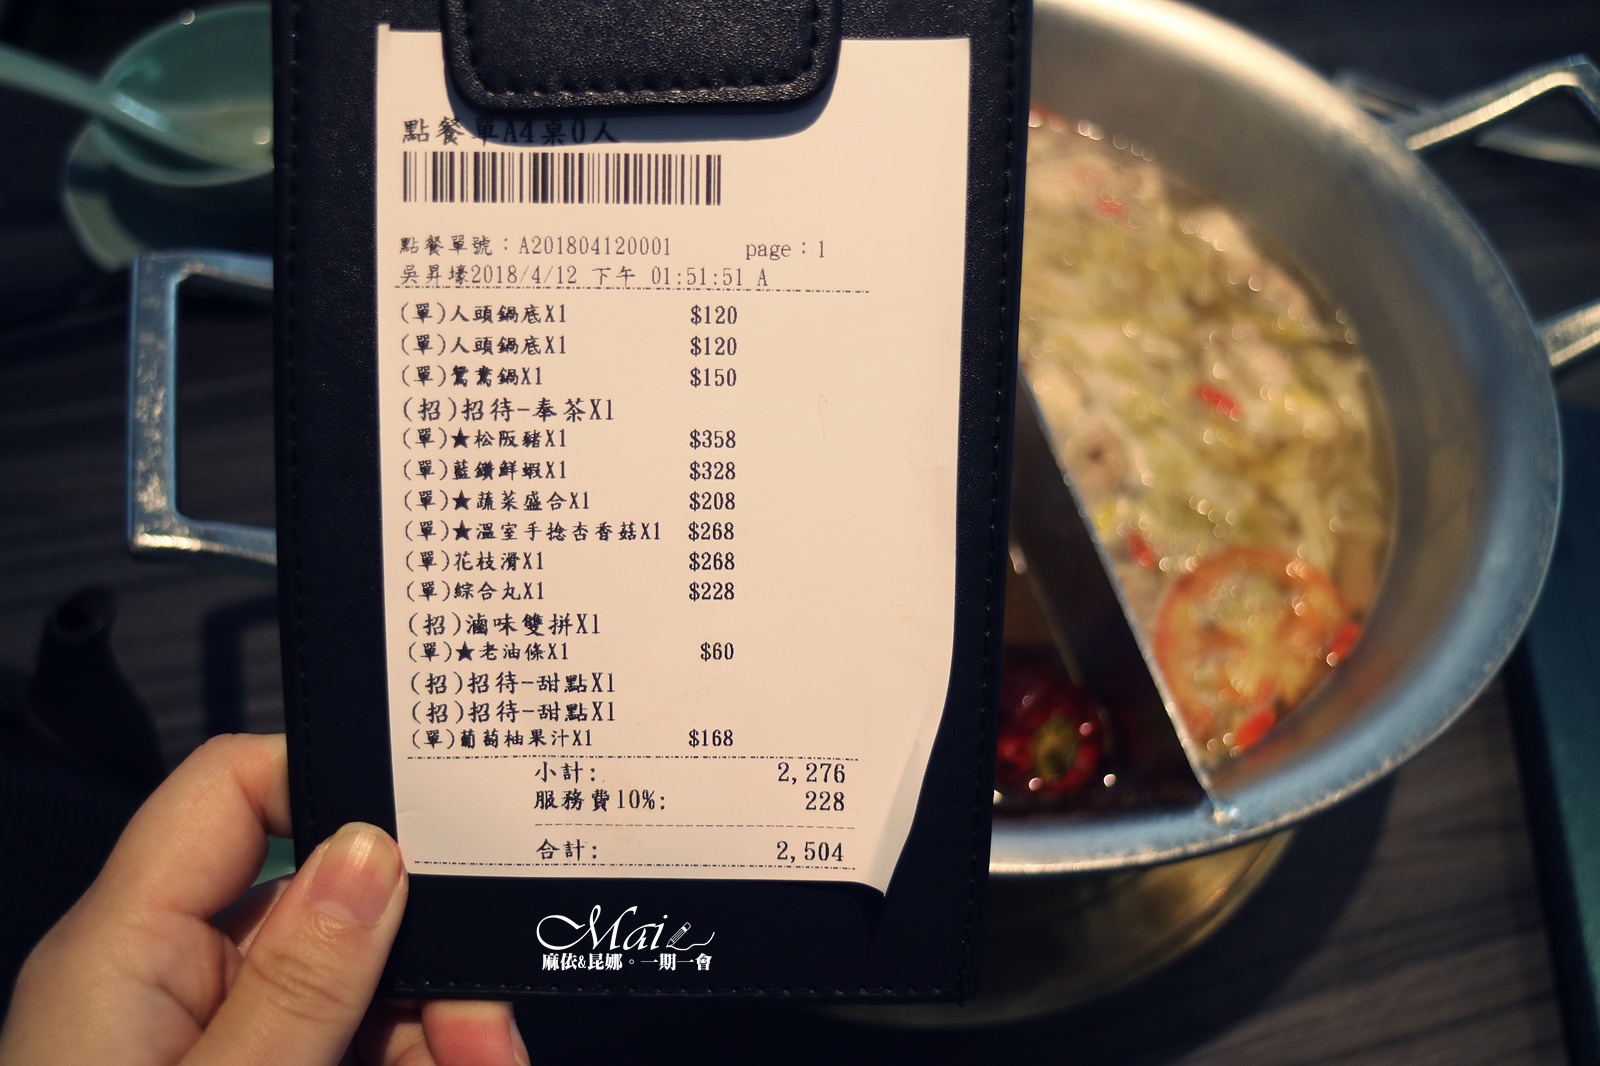 點餐單A4桌0人
點餐單號：A201804120001 page：1
吳昇壕2018/4/12 下午 01:51:51 A
(單)人頭鍋底X1 $120
(單)人頭鍋底X1 $120
(單)鴛鴦鍋X1 $150
(招)招待-奉茶X1
(單)★松阪豬X1 $358
(單)藍鑽鮮蝦X1 $328
(單)★蔬菜盛合X1 $208
(單)★溫室手捻杏香菇X1 $268
(單)花枝滑X1 $268
(單)綜合丸X1 $228
(招)滷味雙拼X1
(單)★老油條X1 $60
(招)招待-甜點X1
(招)招待-甜點X1
(單)葡萄柚果汁X1 $168
小計: 2,276
服務費10%: 228
合計: 2,504
Mai
麻依&昆娜。一期一會